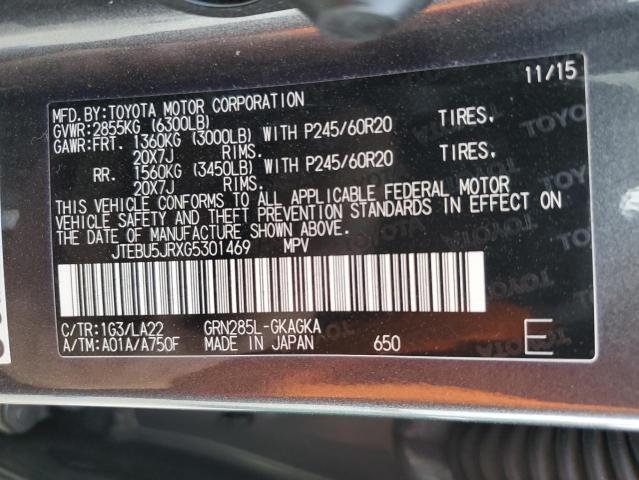 11/15
MFD.BY:TOYOTA MOTOR CORPORATION
GVWR:2855KG (6300LB)
GAWR:FRT. 1360KG (3000LB) WITH P245/60R20 TIRES,
20X7J RIMS.
RR. 1560KG (3450LB) WITH P245/60R20 TIRES,
20X7J RIMS.
THIS VEHICLE CONFORMS TO ALL APPLICABLE FEDERAL MOTOR
VEHICLE SAFETY AND THEFT PREVENTION STANDARDS IN EFFECT ON
THE DATE OF MANUFACTURE SHOWN ABOVE.
JTEBU5JRXG5301469 MPV
C/TR:1G3/LA22 GRN285L-GKAGKA
A/TM:A01A/A750F MADE IN JAPAN 650 E